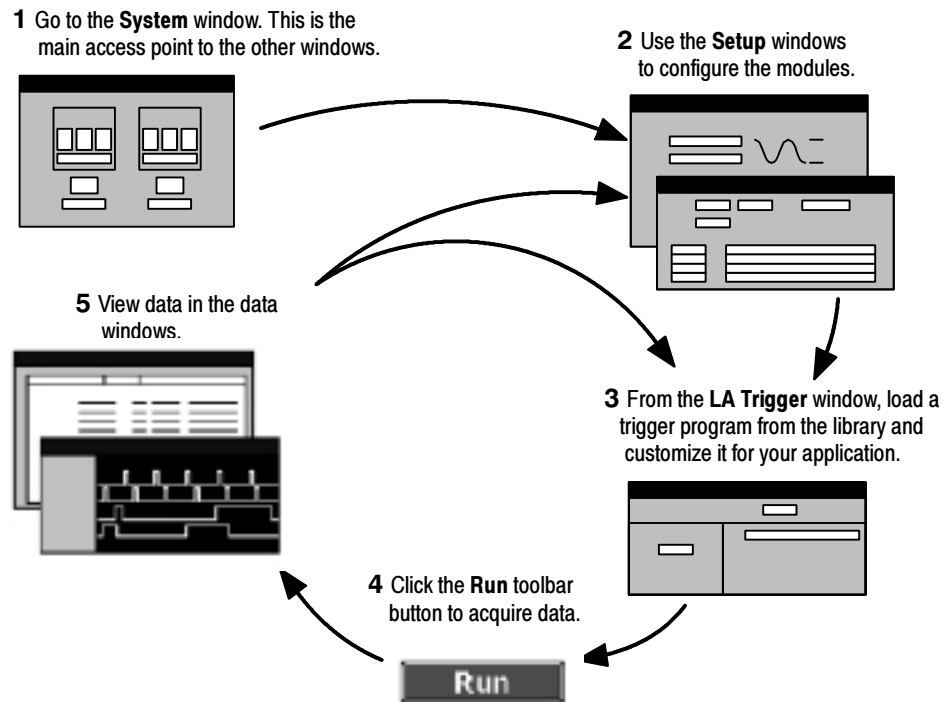 1 Go to the System window. This is the
main access point to the other windows.
2 Use the Setup windows
to configure the modules.
3 From the LA Trigger window, load a
trigger program from the library and
customize it for your application.
4 Click the Run toolbar
button to acquire data.
Run
5 View data in the data
windows.